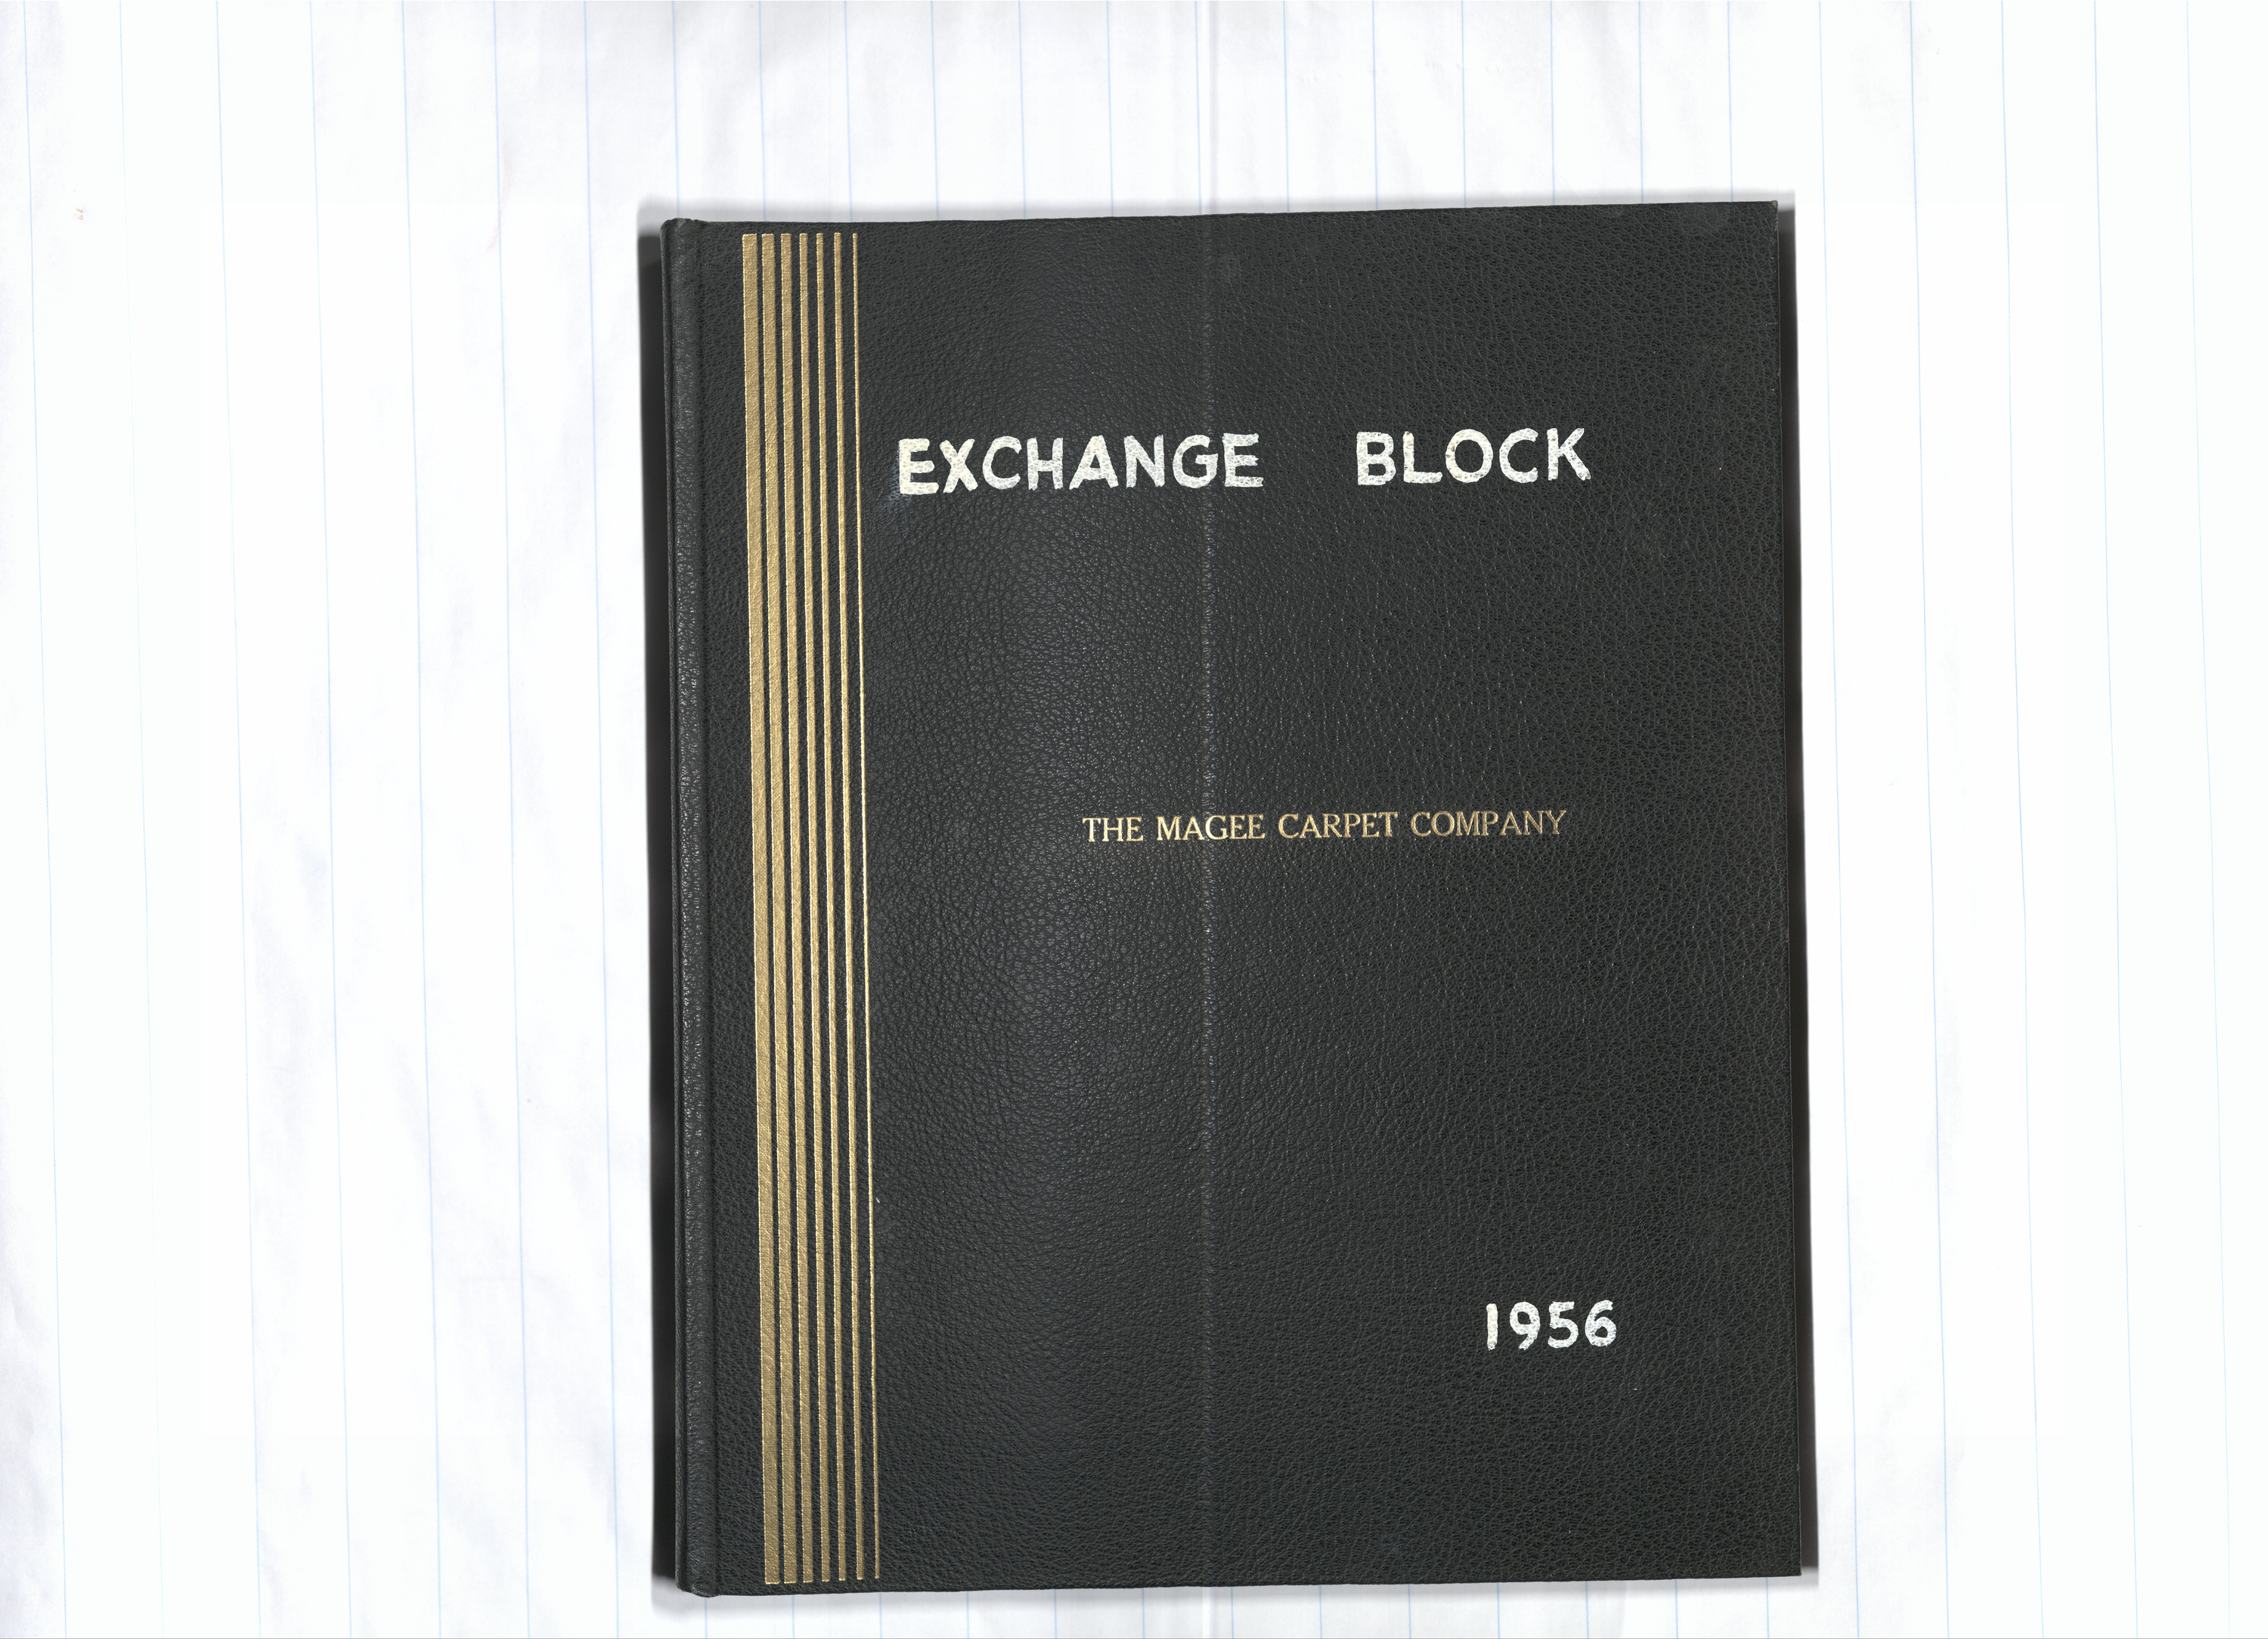 EXCHANGE BLOCK
THE MAGEE CARPET COMPANY
1956